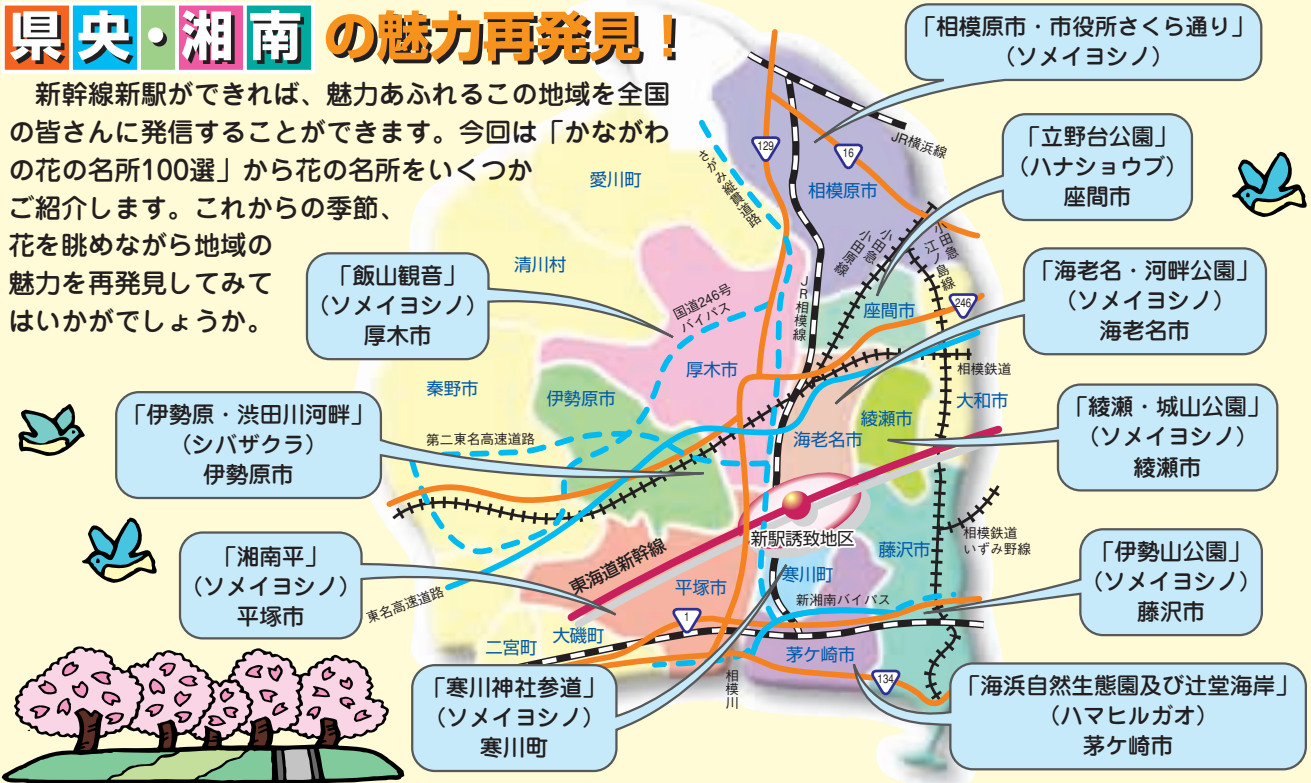 県央・湘南の魅力再発見！
新幹線新駅ができれば、魅力あふれるこの地域を全国
の皆さんに発信することができます。今回は「かながわ
の花の名所100選」から花の名所をいくつか
ご紹介します。これからの季節、
花を眺めながら地域の
魅力を再発見してみて
はいかがでしょうか。
「相模原市・市役所さくら通り」
（ソメイヨシノ）
「立野台公園」
（ハナショウブ）
座間市
「海老名・河畔公園」
（ソメイヨシノ）
海老名市
「綾瀬・城山公園」
（ソメイヨシノ）
綾瀬市
「伊勢山公園」
（ソメイヨシノ）
藤沢市
「海浜自然生態園及び辻堂海岸」
（ハマヒルガオ）
茅ケ崎市
「飯山観音」
（ソメイヨシノ）
厚木市
「伊勢原・渋田川河畔」
（シバザクラ）
伊勢原市
「湘南平」
（ソメイヨシノ）
平塚市
「寒川神社参道」
（ソメイヨシノ）
寒川町
129
16
JR横浜線
さがみ縦貫道路
愛川町
相模原市
小田急
小田原線
小田急
江ノ島線
清川村
国道246号
バイパス
JR相模線
座間市
246
厚木市
相模鉄道
秦野市
伊勢原市
綾瀬市
大和市
第二東名高速道路
海老名市
新駅誘致地区
相模鉄道
いずみ野線
東海道新幹線
藤沢市
平塚市
寒川町
東名高速道路
新湘南バイパス
1
大磯町
二宮町
茅ケ崎市
相模川
134